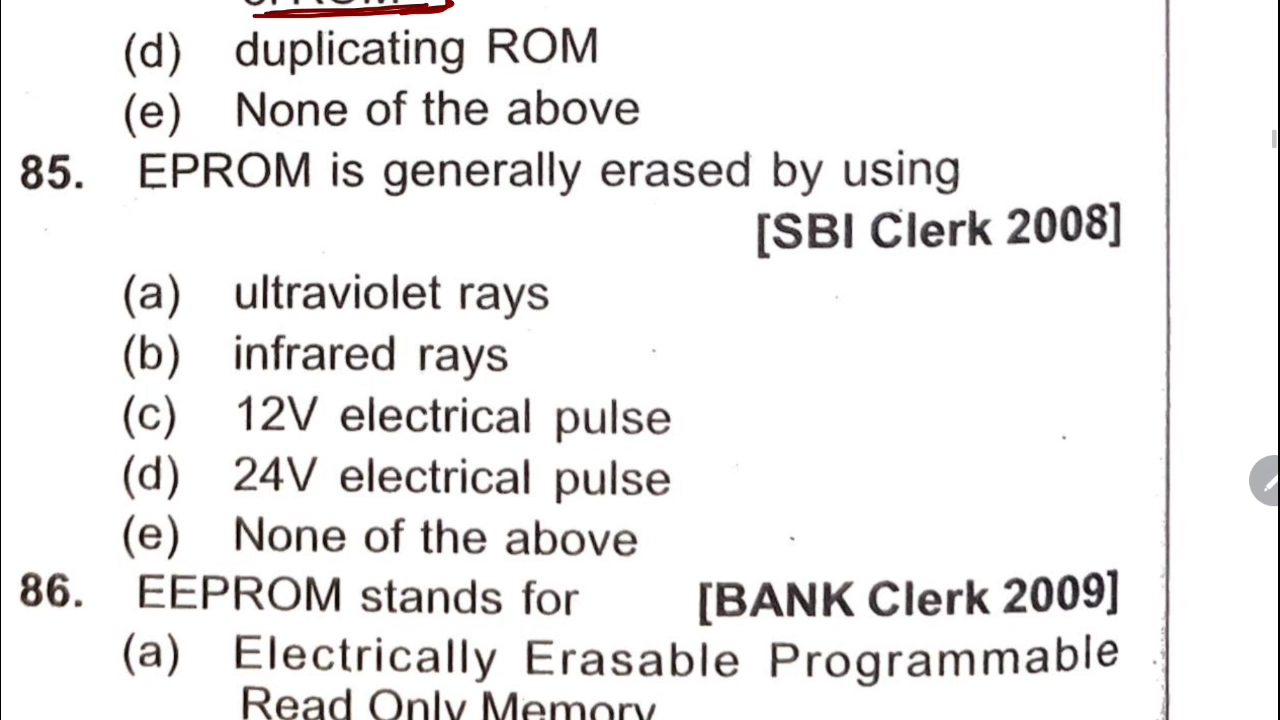 (d) duplicating ROM
(e) None of the above
85. EPROM is generally erased by using
[SBI Clerk 2008]
(a) ultraviolet rays
(b) infrared rays
(c) 12V electrical pulse
(d) 24V electrical pulse
(e) None of the above
86. EEPROM stands for [BANK Clerk 2009]
(a) Electrically Erasable Programmable
Read Only Memory